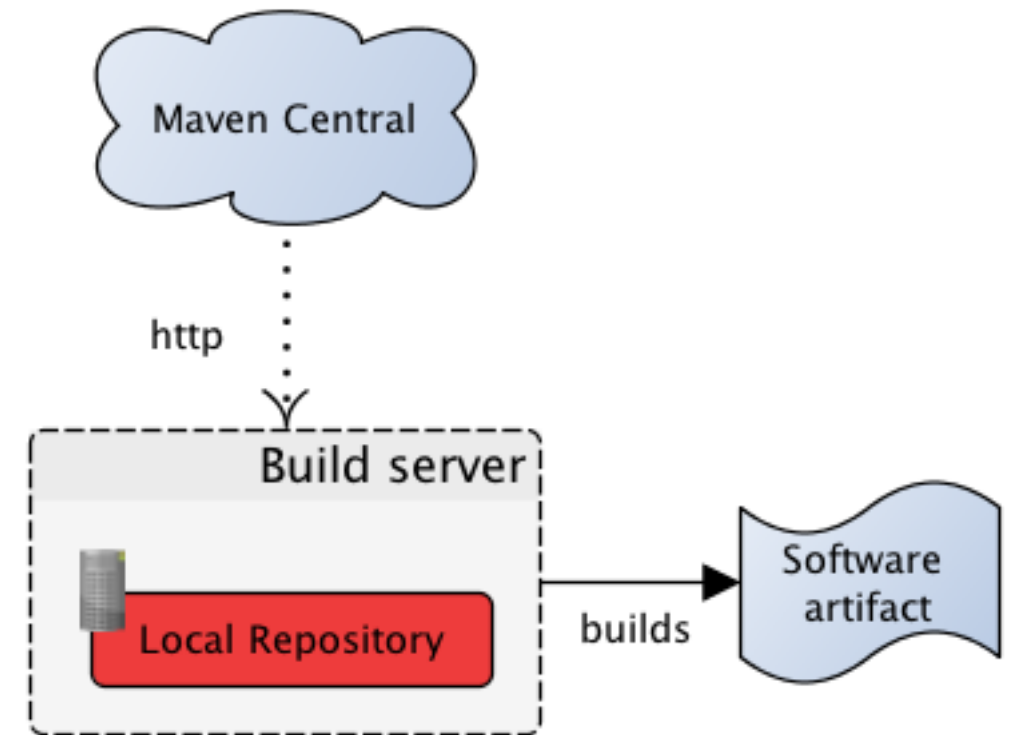 Maven Central
http
Build server
Local Repository
builds
Software
artifact